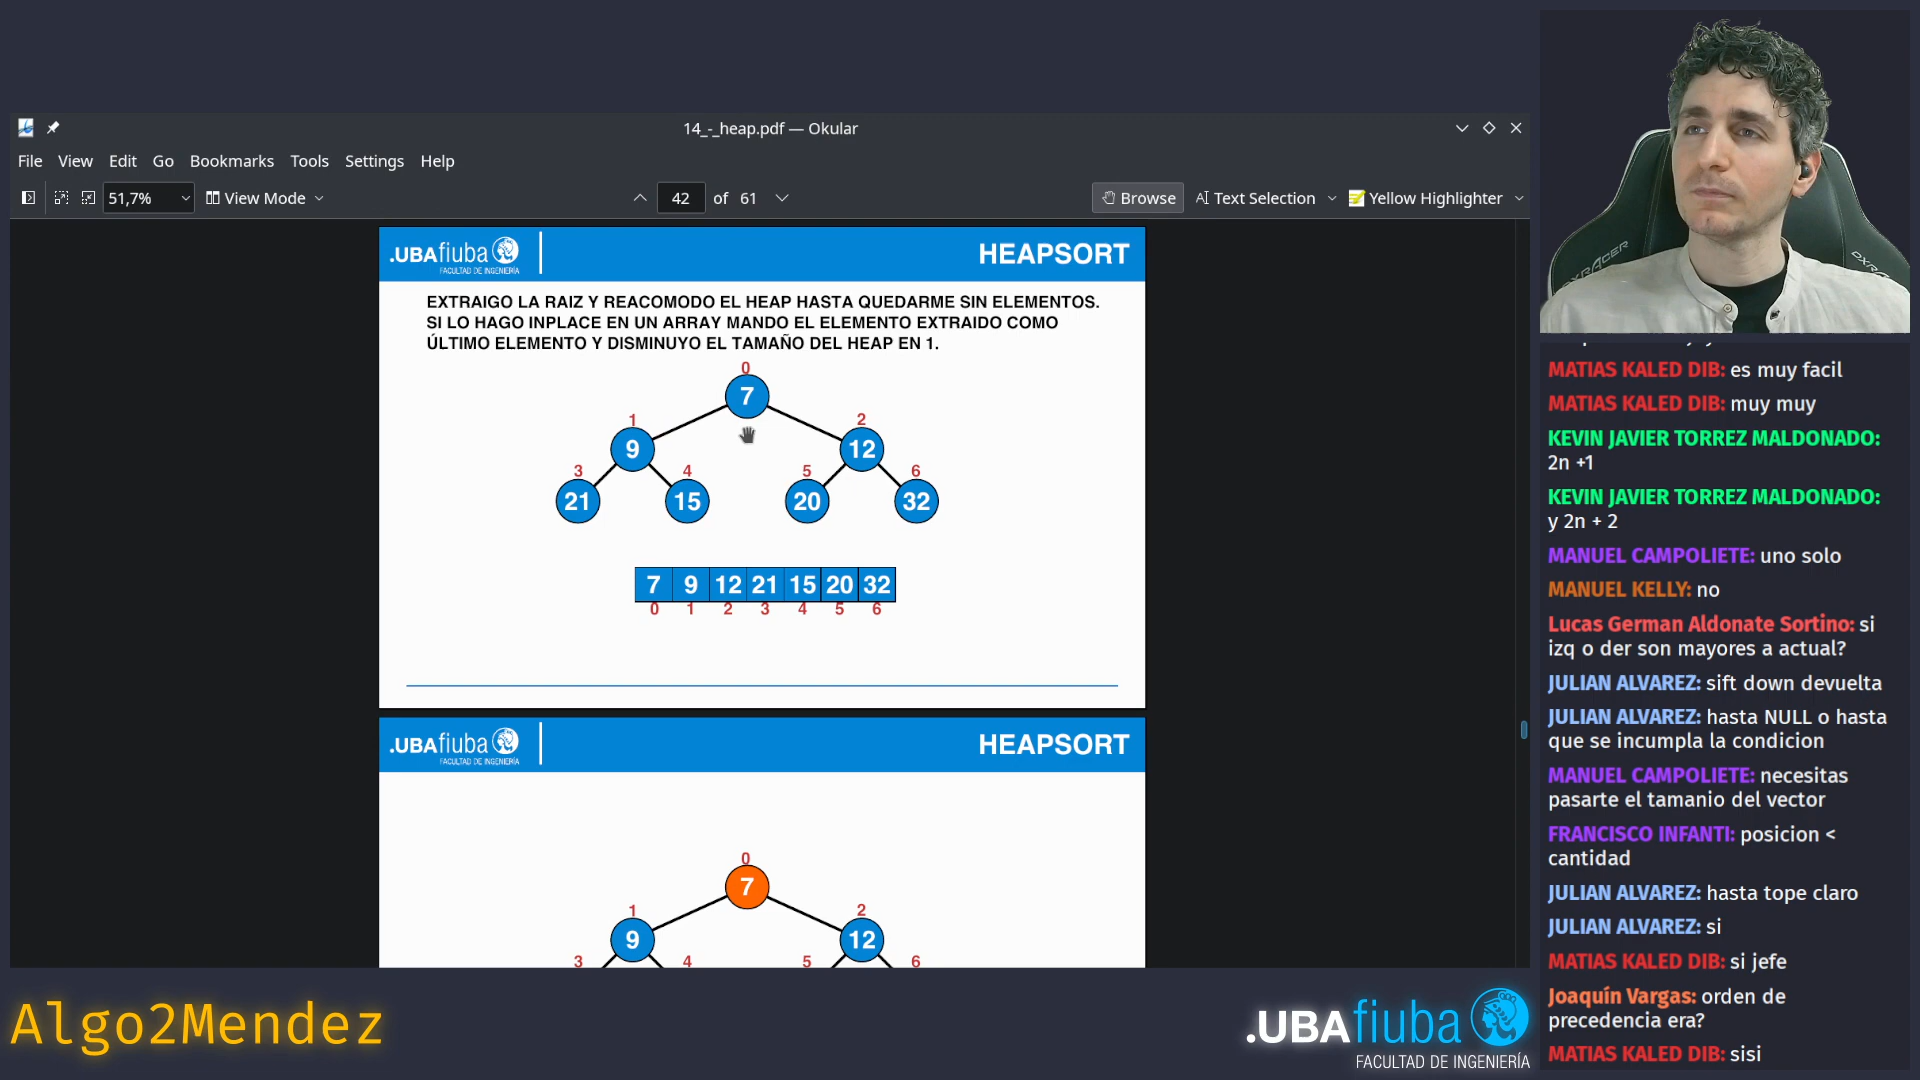 14_-_heap.pdf — Okular
File View Edit Go Bookmarks Tools Settings Help
51,7% View Mode 42 of 61 Browse Text Selection Yellow Highlighter
.UBAfiuba
FACULTAD DE INGENIERÍA
HEAPSORT
EXTRAIGO LA RAIZ Y REACOMODO EL HEAP HASTA QUEDARME SIN ELEMENTOS.
SI LO HAGO INPLACE EN UN ARRAY MANDO EL ELEMENTO EXTRAIDO COMO
ÚLTIMO ELEMENTO Y DISMINUYO EL TAMAÑO DEL HEAP EN 1.
0
7
1 2
9 12
3 4 5 6
21 15 20 32
7 9 12 21 15 20 32
0 1 2 3 4 5 6
.UBAfiuba
FACULTAD DE INGENIERÍA
HEAPSORT
0
7
1 2
9 12
3 4 5 6
DXRACER
MATIAS KALED DIB: es muy facil
MATIAS KALED DIB: muy muy
KEVIN JAVIER TORREZ MALDONADO:
2n +1
KEVIN JAVIER TORREZ MALDONADO:
y 2n + 2
MANUEL CAMPOLIETE: uno solo
MANUEL KELLY: no
Lucas German Aldonate Sortino: si
izq o der son mayores a actual?
JULIAN ALVAREZ: sift down devuelta
JULIAN ALVAREZ: hasta NULL o hasta
que se incumpla la condicion
MANUEL CAMPOLIETE: necesitas
pasarte el tamanio del vector
FRANCISCO INFANTI: posicion <
cantidad
JULIAN ALVAREZ: hasta tope claro
JULIAN ALVAREZ: si
MATIAS KALED DIB: si jefe
Joaquín Vargas: orden de
precedencia era?
MATIAS KALED DIB: sisi
Algo2Mendez
.UBAfiuba
FACULTAD DE INGENIERÍA